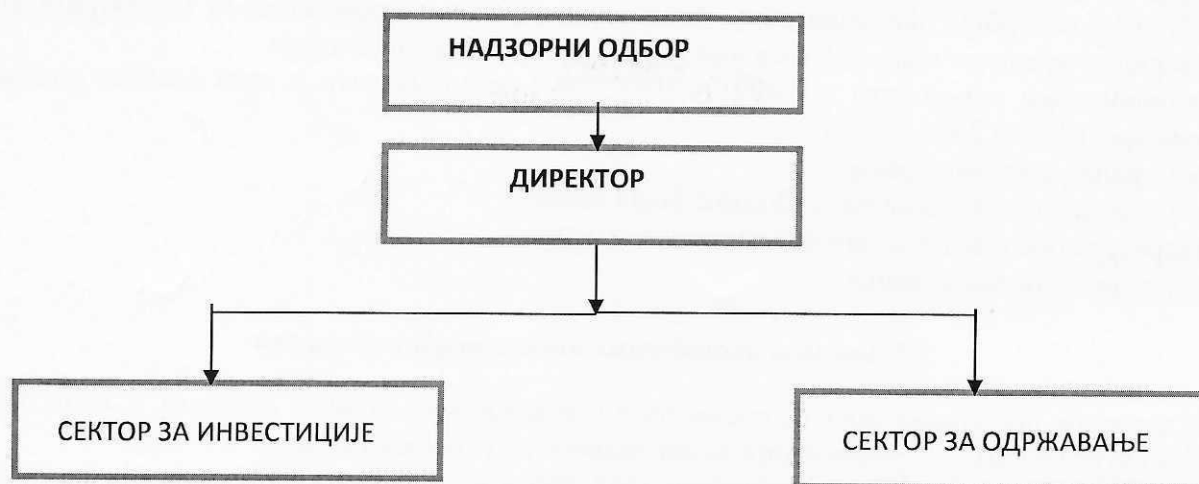 НАДЗОРНИ ОДБОР
ДИРЕКТОР
СЕКТОР ЗА ИНВЕСТИЦИЈЕ
СЕКТОР ЗА ОДРЖАВАЊЕ